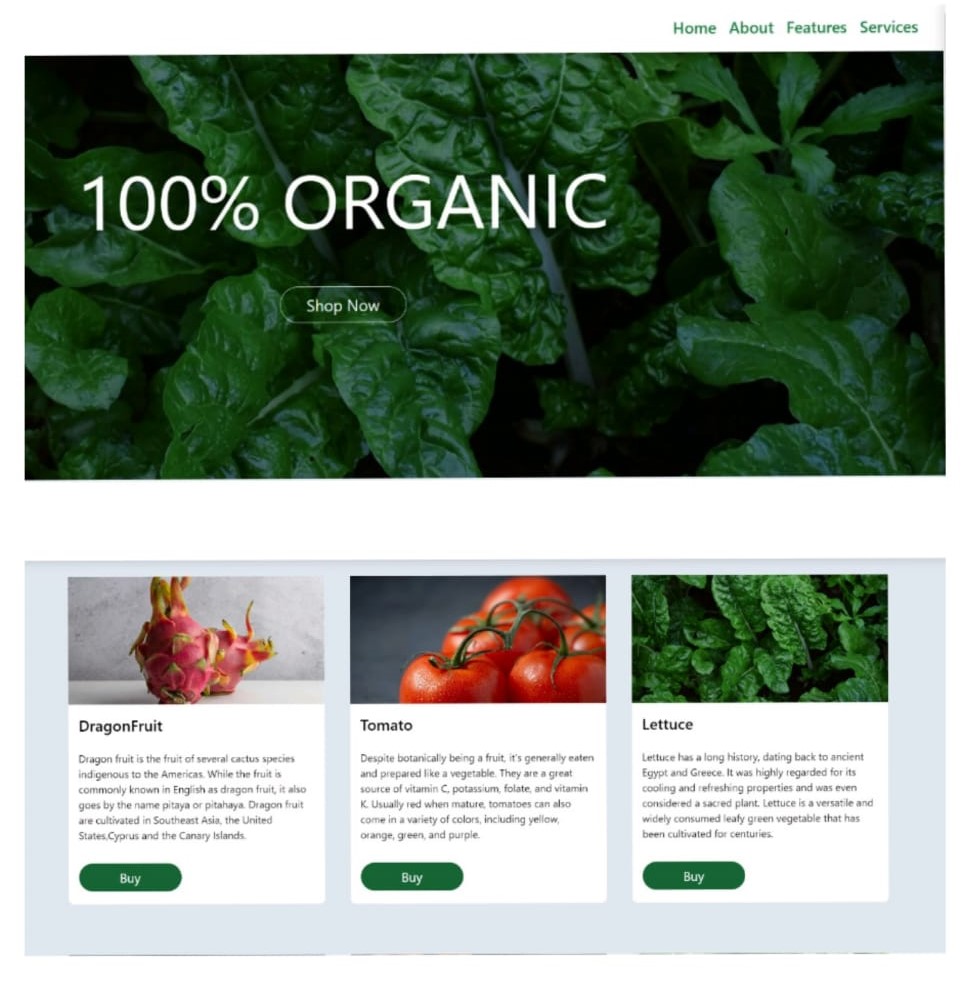 Home About Features Services
100% ORGANIC
Shop Now
DragonFruit
Dragon fruit is the fruit of several cactus species
indigenous to the Americas. While the fruit is
commonly known in English as dragon fruit, it also
goes by the name pitaya or pitahaya. Dragon fruit
are cultivated in Southeast Asia, the United
States,Cyprus and the Canary Islands.
Buy
Tomato
Despite botanically being a fruit, it's generally eaten
and prepared like a vegetable. They are a great
source of vitamin C, potassium, folate, and vitamin
K. Usually red when mature, tomatoes can also
come in a variety of colors, including yellow,
orange, green, and purple.
Buy
Lettuce
Lettuce has a long history, dating back to ancient
Egypt and Greece. It was highly regarded for its
cooling and refreshing properties and was even
considered a sacred plant. Lettuce is a versatile and
widely consumed leafy green vegetable that has
been cultivated for centuries.
Buy